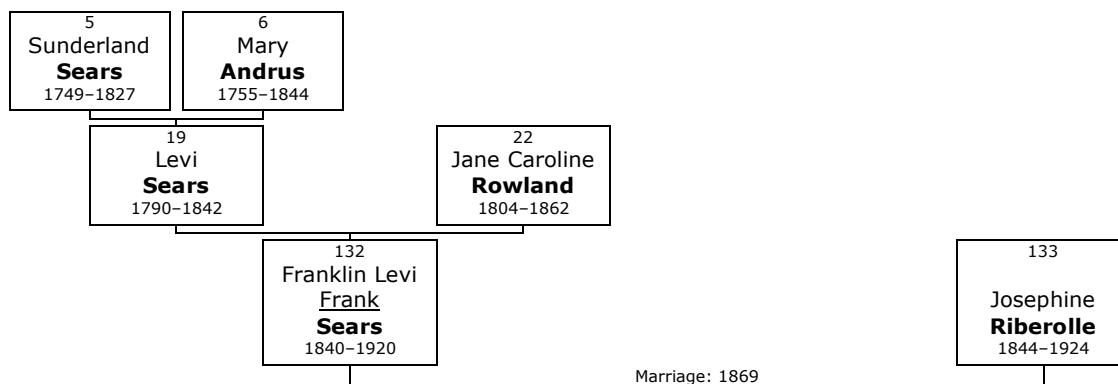 5
Sunderland
Sears
1749–1827
6
Mary
Andrus
1755–1844
19
Levi
Sears
1790–1842
22
Jane Caroline
Rowland
1804–1862
132
Franklin Levi
Frank
Sears
1840–1920
133
Josephine
Riberolle
1844–1924
Marriage: 1869